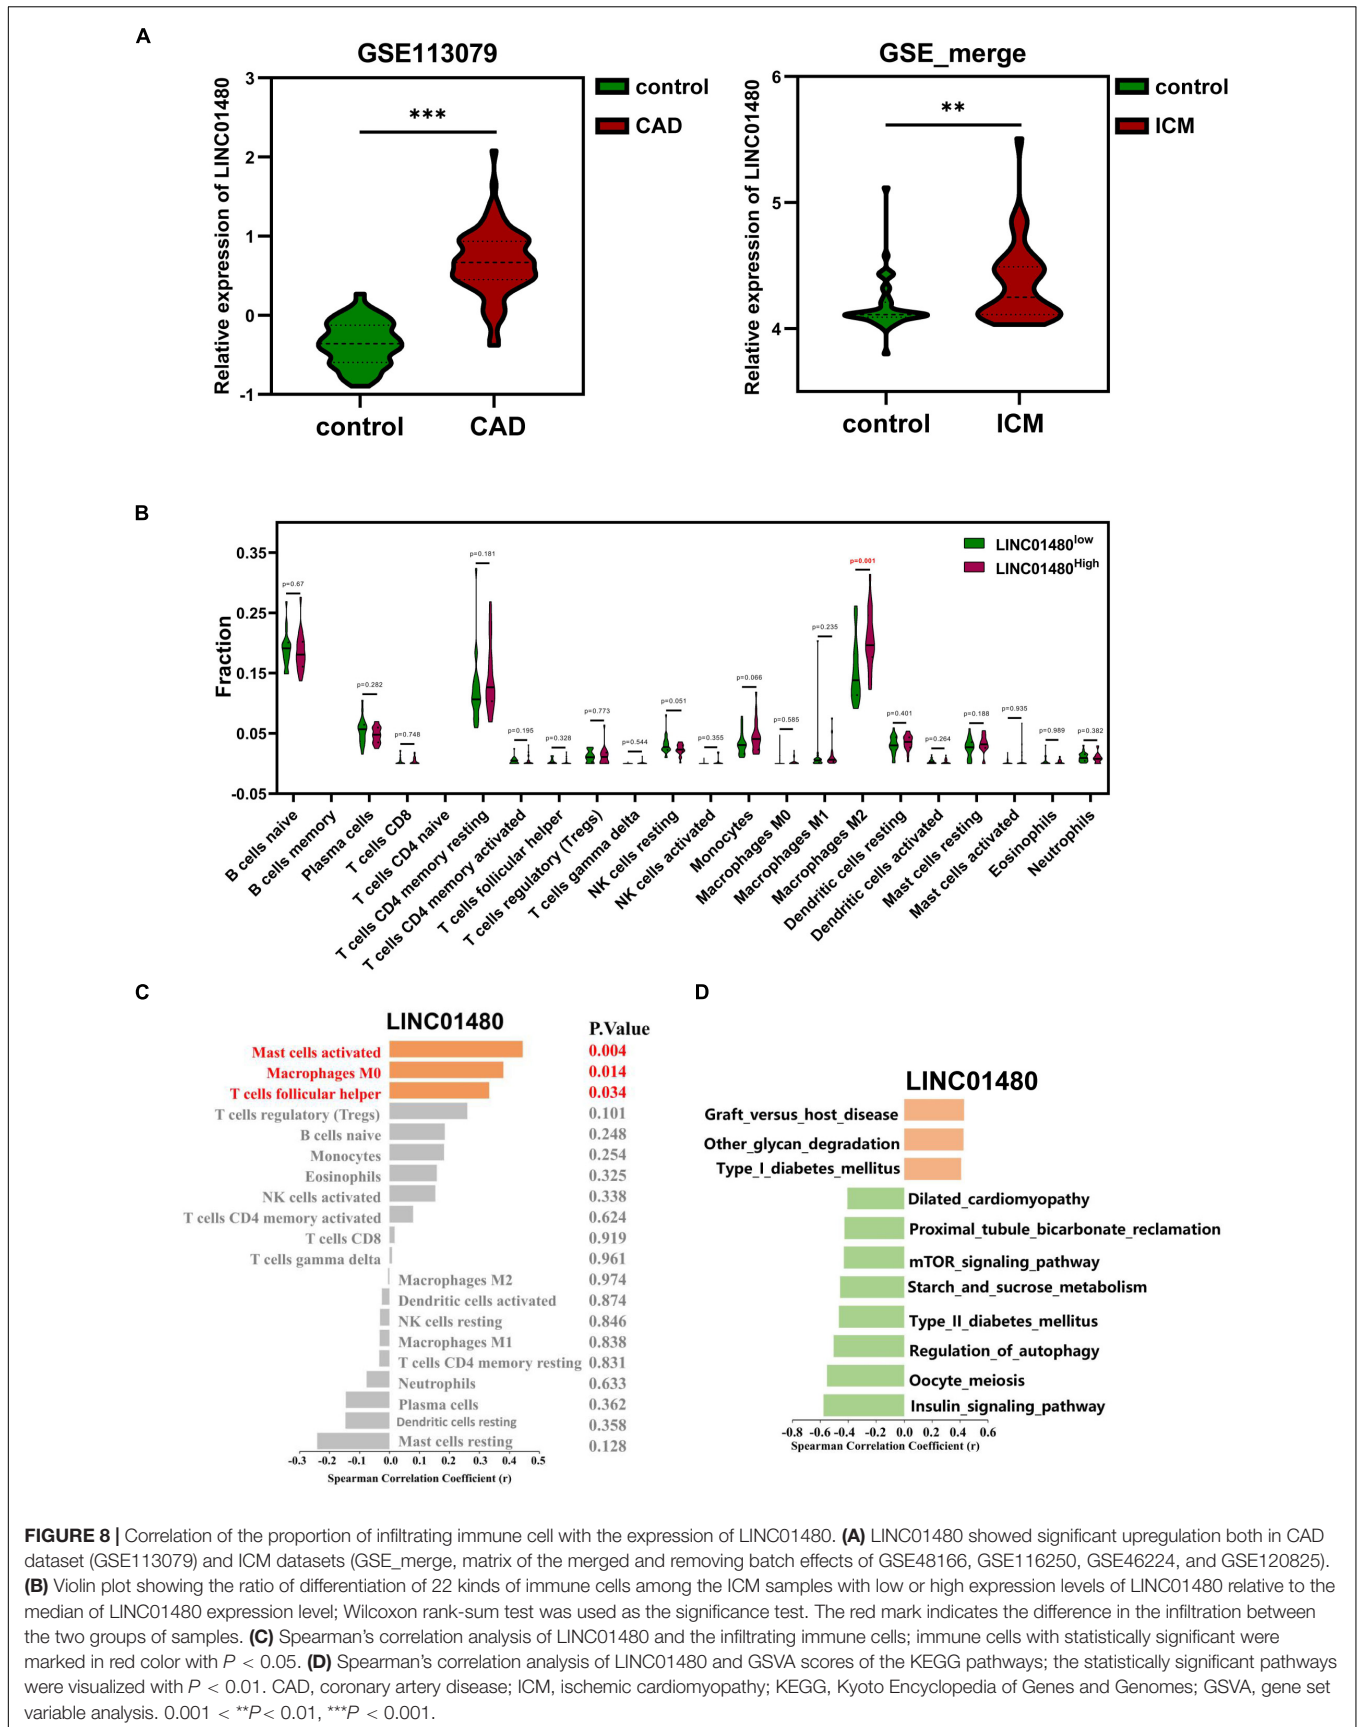 A
GSE113079
GSE_merge
Relative expression of LINC01480
3
2
1
0
-1
***
control
CAD
control
CAD
Relative expression of LINC01480
6
5
4
**
control
ICM
control
ICM
B
Fraction
0.35
0.25
0.15
0.05
-0.05
LINC01480low
LINC01480High
p=0.67
p=0.282
p=0.748
p=0.181
p=0.195
p=0.328
p=0.773
p=0.544
p=0.051
p=0.355
p=0.066
p=0.585
p=0.235
p=0.001
p=0.401
p=0.264
p=0.188
p=0.935
p=0.989
p=0.382
B cells naive
B cells memory
Plasma cells
T cells CD8
T cells CD4 naive
T cells CD4 memory resting
T cells CD4 memory activated
T cells follicular helper
T cells regulatory (Tregs)
T cells gamma delta
NK cells resting
NK cells activated
Monocytes
Macrophages M0
Macrophages M1
Macrophages M2
Dendritic cells resting
Dendritic cells activated
Mast cells resting
Mast cells activated
Eosinophils
Neutrophils
C
LINC01480
P.Value
Mast cells activated 0.004
Macrophages M0 0.014
T cells follicular helper 0.034
T cells regulatory (Tregs) 0.101
B cells naive 0.248
Monocytes 0.254
Eosinophils 0.325
NK cells activated 0.338
T cells CD4 memory activated 0.624
T cells CD8 0.919
T cells gamma delta 0.961
Macrophages M2 0.974
Dendritic cells activated 0.874
NK cells resting 0.846
Macrophages M1 0.838
T cells CD4 memory resting 0.831
Neutrophils 0.633
Plasma cells 0.362
Dendritic cells resting 0.358
Mast cells resting 0.128
-0.3 -0.2 -0.1 0.0 0.1 0.2 0.3 0.4 0.5
Spearman Correlation Coefficient (r)
D
LINC01480
Graft_versus_host_disease
Other_glycan_degradation
Type_I_diabetes_mellitus
Dilated_cardiomyopathy
Proximal_tubule_bicarbonate_reclamation
mTOR_signaling_pathway
Starch_and_sucrose_metabolism
Type_II_diabetes_mellitus
Regulation_of_autophagy
Oocyte_meiosis
Insulin_signaling_pathway
-0.8 -0.6 -0.4 -0.2 0.0 0.2 0.4 0.6
Spearman Correlation Coefficient (r)
FIGURE 8 | Correlation of the proportion of infiltrating immune cell with the expression of LINC01480. (A) LINC01480 showed significant upregulation both in CAD
dataset (GSE113079) and ICM datasets (GSE_merge, matrix of the merged and removing batch effects of GSE48166, GSE116250, GSE46224, and GSE120825).
(B) Violin plot showing the ratio of differentiation of 22 kinds of immune cells among the ICM samples with low or high expression levels of LINC01480 relative to the
median of LINC01480 expression level; Wilcoxon rank-sum test was used as the significance test. The red mark indicates the difference in the infiltration between
the two groups of samples. (C) Spearman's correlation analysis of LINC01480 and the infiltrating immune cells; immune cells with statistically significant were
marked in red color with P < 0.05. (D) Spearman's correlation analysis of LINC01480 and GSVA scores of the KEGG pathways; the statistically significant pathways
were visualized with P < 0.01. CAD, coronary artery disease; ICM, ischemic cardiomyopathy; KEGG, Kyoto Encyclopedia of Genes and Genomes; GSVA, gene set
variable analysis. 0.001 < **P< 0.01, ***P < 0.001.